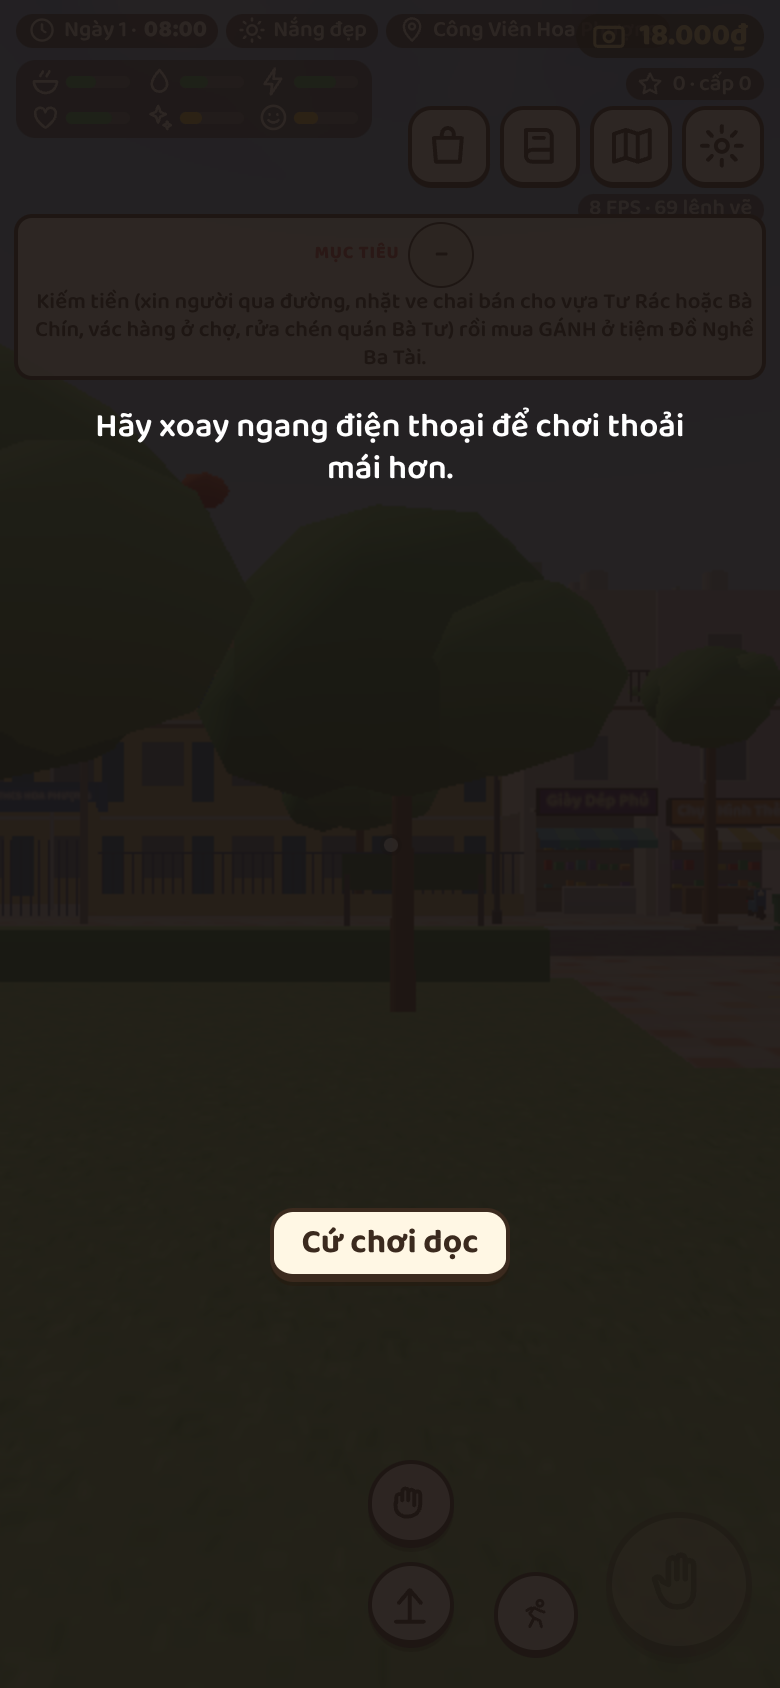 Ngày 1 · 08:00
Nắng đẹp
Công Viên Hoa
18.000₫
0 · cấp 0
8 FPS · 69 lệnh vẽ
MỤC TIÊU
Kiếm tiền (xin người qua đường, nhặt ve chai bán cho vựa Tư Rác hoặc Bà
Chín, vác hàng ở chợ, rửa chén quán Bà Tư) rồi mua GÁNH ở tiệm Đồ Nghề
Ba Tài.
Hãy xoay ngang điện thoại để chơi thoải
mái hơn.
Giày Dép Phú
Cứ chơi dọc